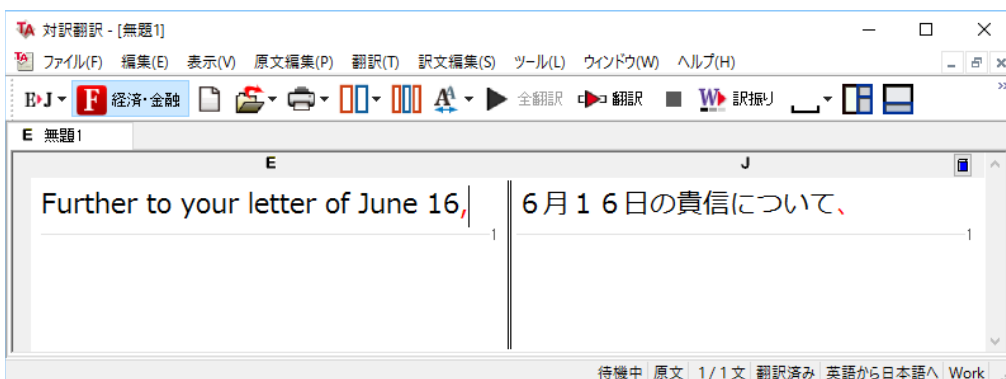 TA 対訳翻訳 - [無題1]
TA ファイル(F) 編集(E) 表示(V) 原文編集(P) 翻訳(T) 訳文編集(S) ツール(L) ウィンドウ(W) ヘルプ(H)
E▸J F 経済・金融 全翻訳 翻訳 W 訳振り
E 無題1
E J
Further to your letter of June 16, 6月16日の貴信について、
1 1
待機中 原文 1/1文 翻訳済み 英語から日本語へ Work